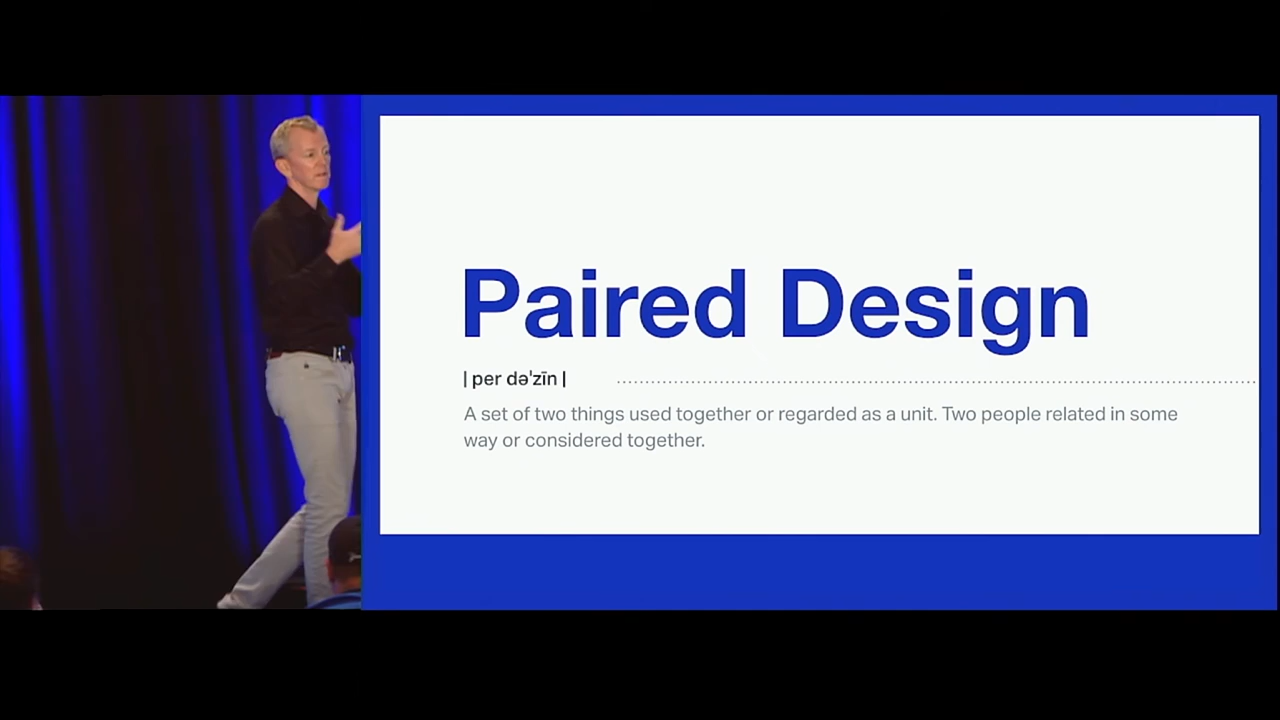 Paired Design
| per dəˈzīn |
A set of two things used together or regarded as a unit. Two people related in some
way or considered together.